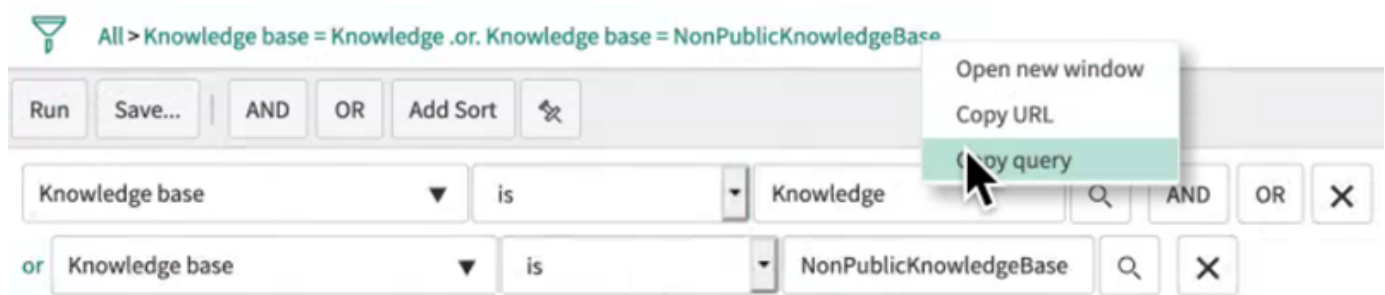 All > Knowledge base = Knowledge .or. Knowledge base = NonPublicKnowledgeBase
Open new window
Copy URL
Copy query
Run Save... AND OR Add Sort
Knowledge base is Knowledge AND OR
or Knowledge base is NonPublicKnowledgeBase